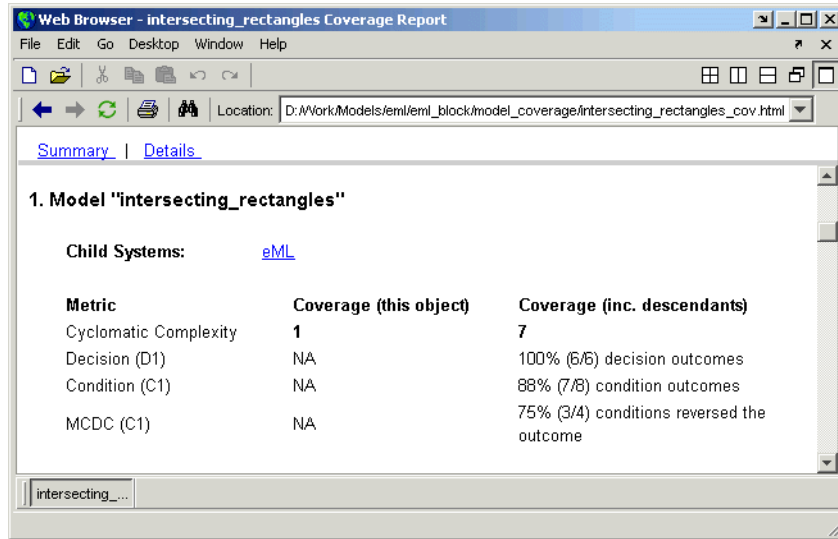 Web Browser - intersecting_rectangles Coverage Report
File Edit Go Desktop Window Help
Location: D:/Work/Models/eml/eml_block/model_coverage/intersecting_rectangles_cov.html
Summary | Details
1. Model "intersecting_rectangles"
Child Systems: eML
Metric Coverage (this object) Coverage (inc. descendants)
Cyclomatic Complexity 1 7
Decision (D1) NA 100% (6/6) decision outcomes
Condition (C1) NA 88% (7/8) condition outcomes
MCDC (C1) NA 75% (3/4) conditions reversed the
outcome
intersecting_...